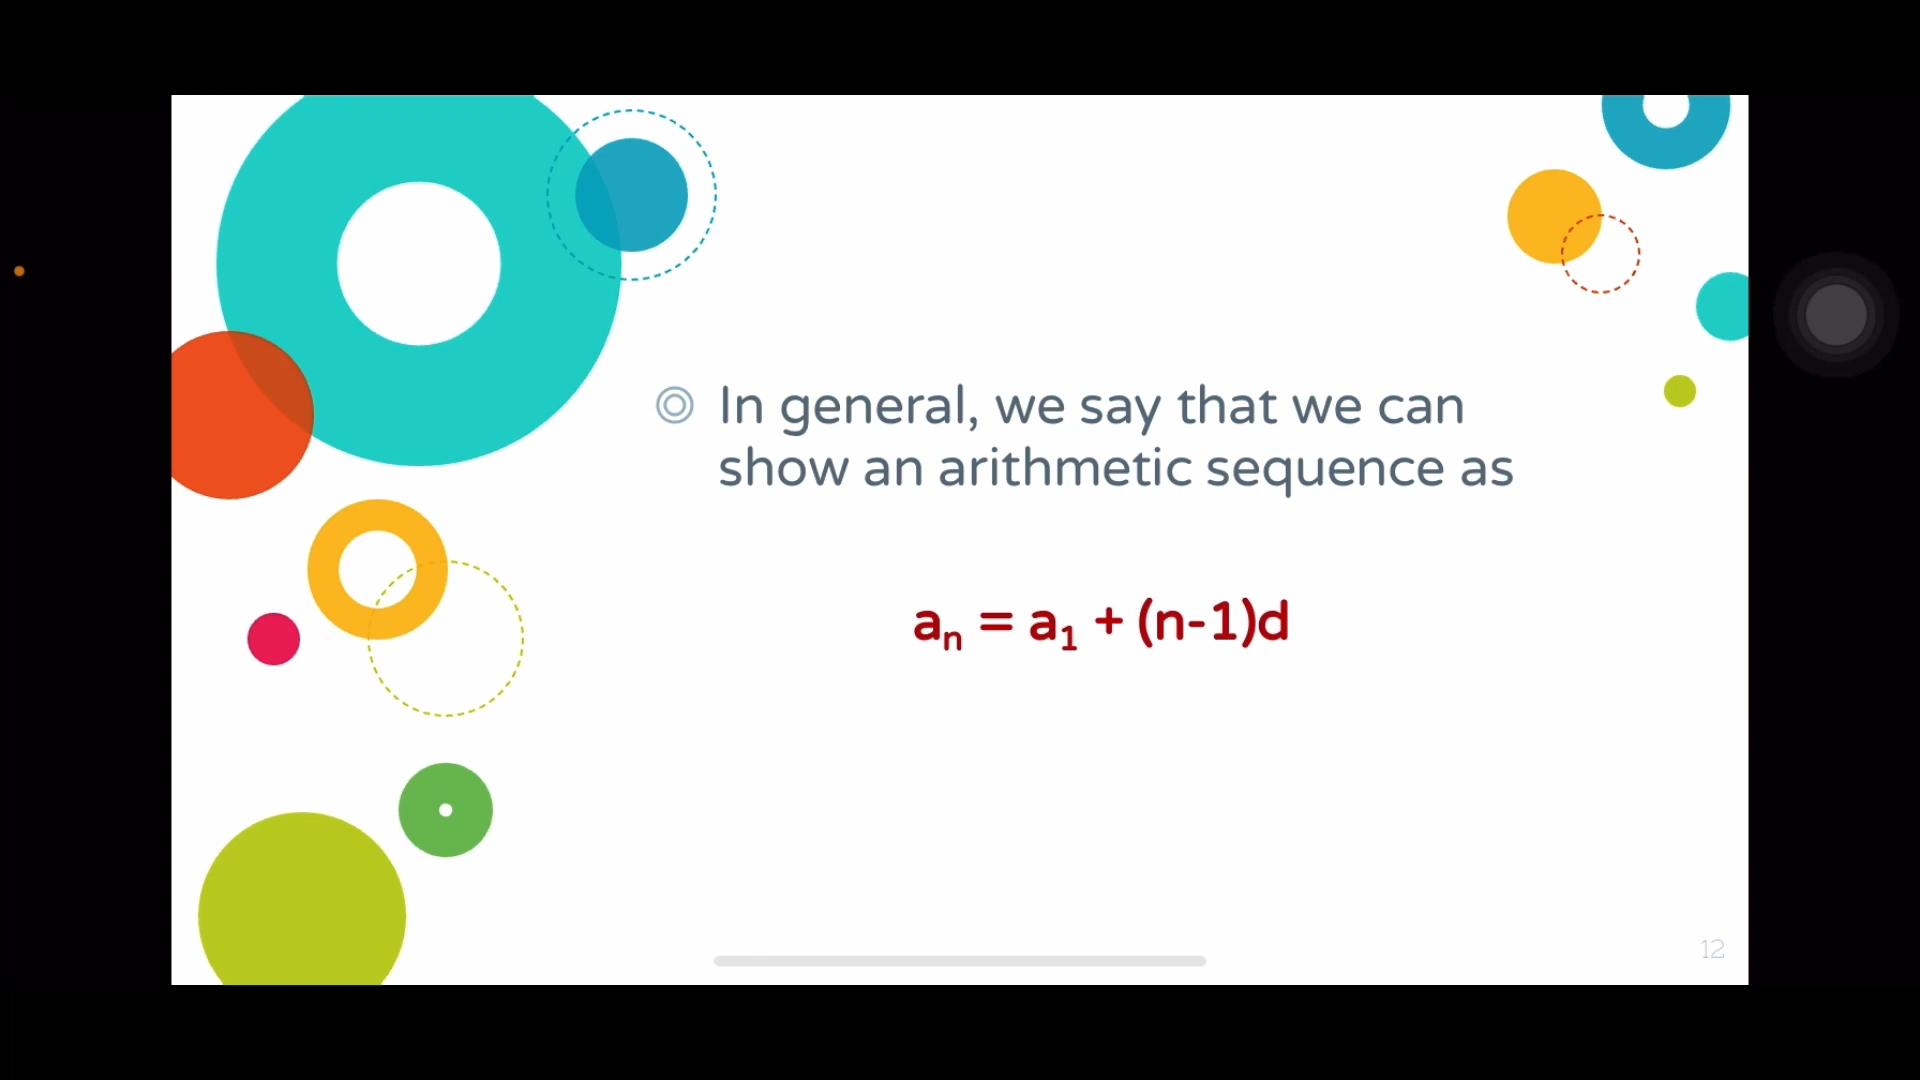 In general, we say that we can
show an arithmetic sequence as
aₙ = a₁ + (n-1)d
12